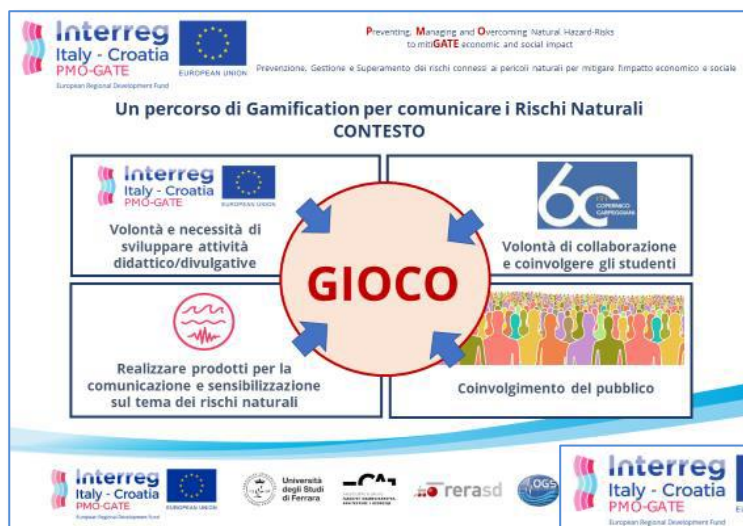 Interreg
Italy - Croatia
PMO-GATE
European Regional Development Fund
EUROPEAN UNION
Preventing, Managing and Overcoming Natural Hazard-Risks
to mitiGATE economic and social impact
Prevenzione, Gestione e Superamento dei rischi connessi ai pericoli naturali per mitigare l'impatto economico e sociale
Un percorso di Gamification per comunicare i Rischi Naturali
CONTESTO
Interreg
Italy - Croatia
PMO-GATE
EUROPEAN UNION
Volontà e necessità di
sviluppare attività
didattico/divulgative
COPERNICO
CARPEGGIANI
Volontà di collaborazione
e coinvolgere gli studenti
GIOCO
Realizzare prodotti per la
comunicazione e sensibilizzazione
sul tema dei rischi naturali
Coinvolgimento del pubblico
Interreg
Italy - Croatia
PMO-GATE
European Regional Development Fund
EUROPEAN UNION
Università
degli Studi
di Ferrara
rerasd
OGS
Interreg
Italy - Croatia
PMO-GATE
European Regional Development Fund